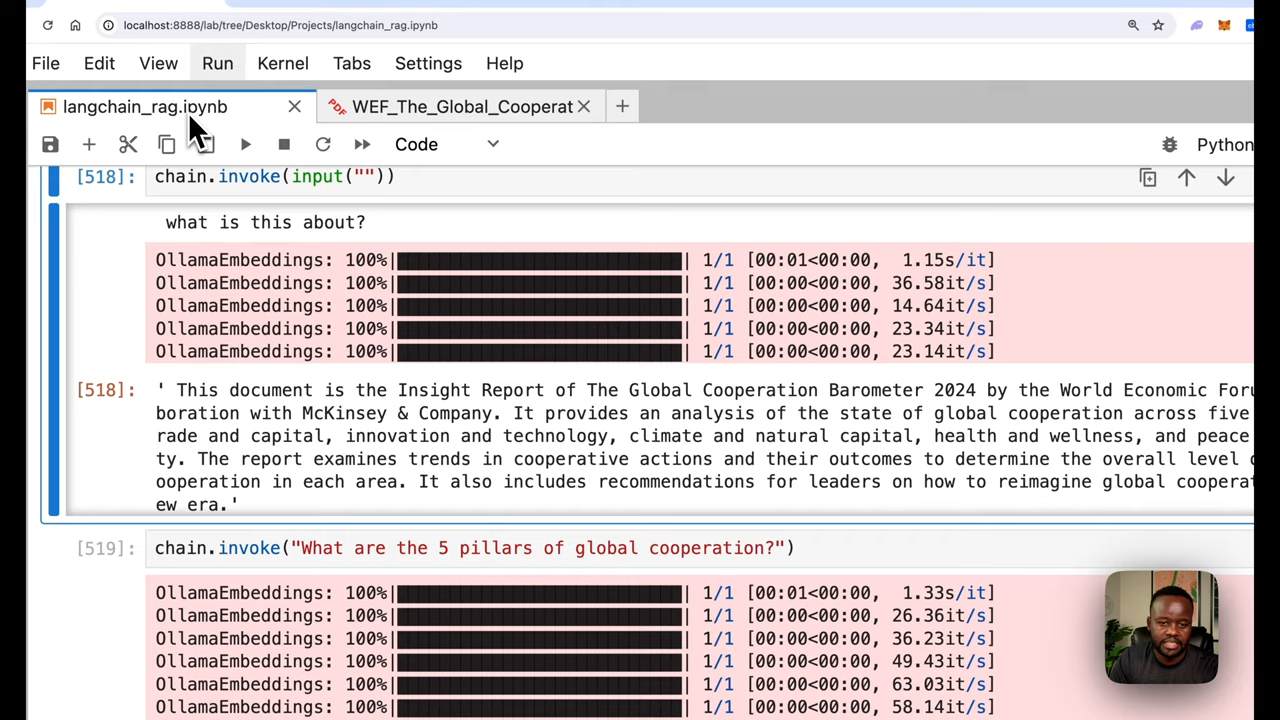 localhost:8888/lab/tree/Desktop/Projects/langchain_rag.ipynb
File Edit View Run Kernel Tabs Settings Help
langchain_rag.ipynb WEF_The_Global_Cooperat
Code Python
[518]: chain.invoke(input(""))
what is this about?
OllamaEmbeddings: 100%| | 1/1 [00:01<00:00, 1.15s/it]
OllamaEmbeddings: 100%| | 1/1 [00:00<00:00, 36.58it/s]
OllamaEmbeddings: 100%| | 1/1 [00:00<00:00, 14.64it/s]
OllamaEmbeddings: 100%| | 1/1 [00:00<00:00, 23.34it/s]
OllamaEmbeddings: 100%| | 1/1 [00:00<00:00, 23.14it/s]
[518]: ' This document is the Insight Report of The Global Cooperation Barometer 2024 by the World Economic Foru
boration with McKinsey & Company. It provides an analysis of the state of global cooperation across five
rade and capital, innovation and technology, climate and natural capital, health and wellness, and peace
ty. The report examines trends in cooperative actions and their outcomes to determine the overall level
ooperation in each area. It also includes recommendations for leaders on how to reimagine global cooperat
ew era.'
[519]: chain.invoke("What are the 5 pillars of global cooperation?")
OllamaEmbeddings: 100%| | 1/1 [00:01<00:00, 1.33s/it]
OllamaEmbeddings: 100%| | 1/1 [00:00<00:00, 26.36it/s]
OllamaEmbeddings: 100%| | 1/1 [00:00<00:00, 36.23it/s]
OllamaEmbeddings: 100%| | 1/1 [00:00<00:00, 49.43it/s]
OllamaEmbeddings: 100%| | 1/1 [00:00<00:00, 63.03it/s]
OllamaEmbeddings: 100%| | 1/1 [00:00<00:00, 58.14it/s]